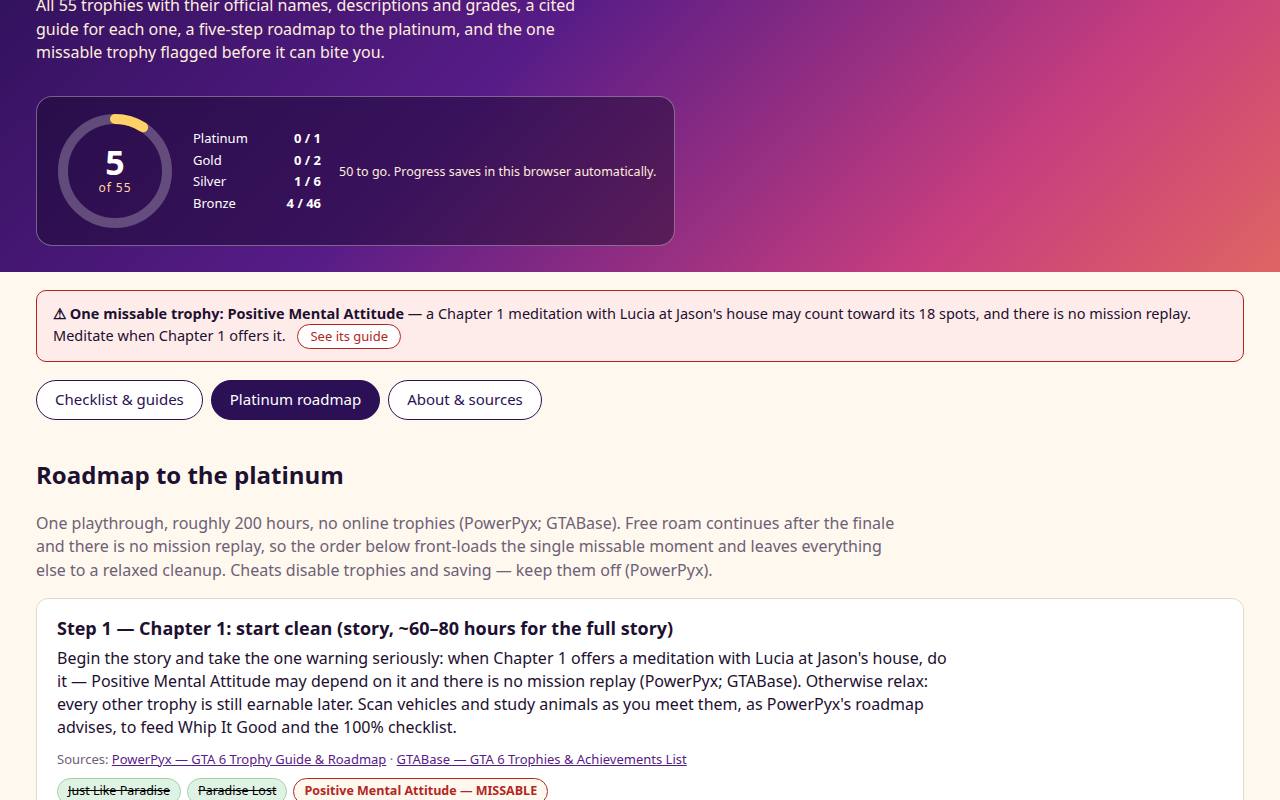 All 55 trophies with their official names, descriptions and grades, a cited
guide for each one, a five-step roadmap to the platinum, and the one
missable trophy flagged before it can bite you.
5
of 55
Platinum 0 / 1
Gold 0 / 2
Silver 1 / 6
Bronze 4 / 46
50 to go. Progress saves in this browser automatically.
⚠ One missable trophy: Positive Mental Attitude — a Chapter 1 meditation with Lucia at Jason's house may count toward its 18 spots, and there is no mission replay.
Meditate when Chapter 1 offers it. See its guide
Checklist & guides Platinum roadmap About & sources
Roadmap to the platinum
One playthrough, roughly 200 hours, no online trophies (PowerPyx; GTABase). Free roam continues after the finale
and there is no mission replay, so the order below front-loads the single missable moment and leaves everything
else to a relaxed cleanup. Cheats disable trophies and saving — keep them off (PowerPyx).
Step 1 — Chapter 1: start clean (story, ~60–80 hours for the full story)
Begin the story and take the one warning seriously: when Chapter 1 offers a meditation with Lucia at Jason's house, do
it — Positive Mental Attitude may depend on it and there is no mission replay (PowerPyx; GTABase). Otherwise relax:
every other trophy is still earnable later. Scan vehicles and study animals as you meet them, as PowerPyx's roadmap
advises, to feed Whip It Good and the 100% checklist.
Sources: PowerPyx — GTA 6 Trophy Guide & Roadmap · GTABase — GTA 6 Trophies & Achievements List
Just Like Paradise Paradise Lost Positive Mental Attitude — MISSABLE